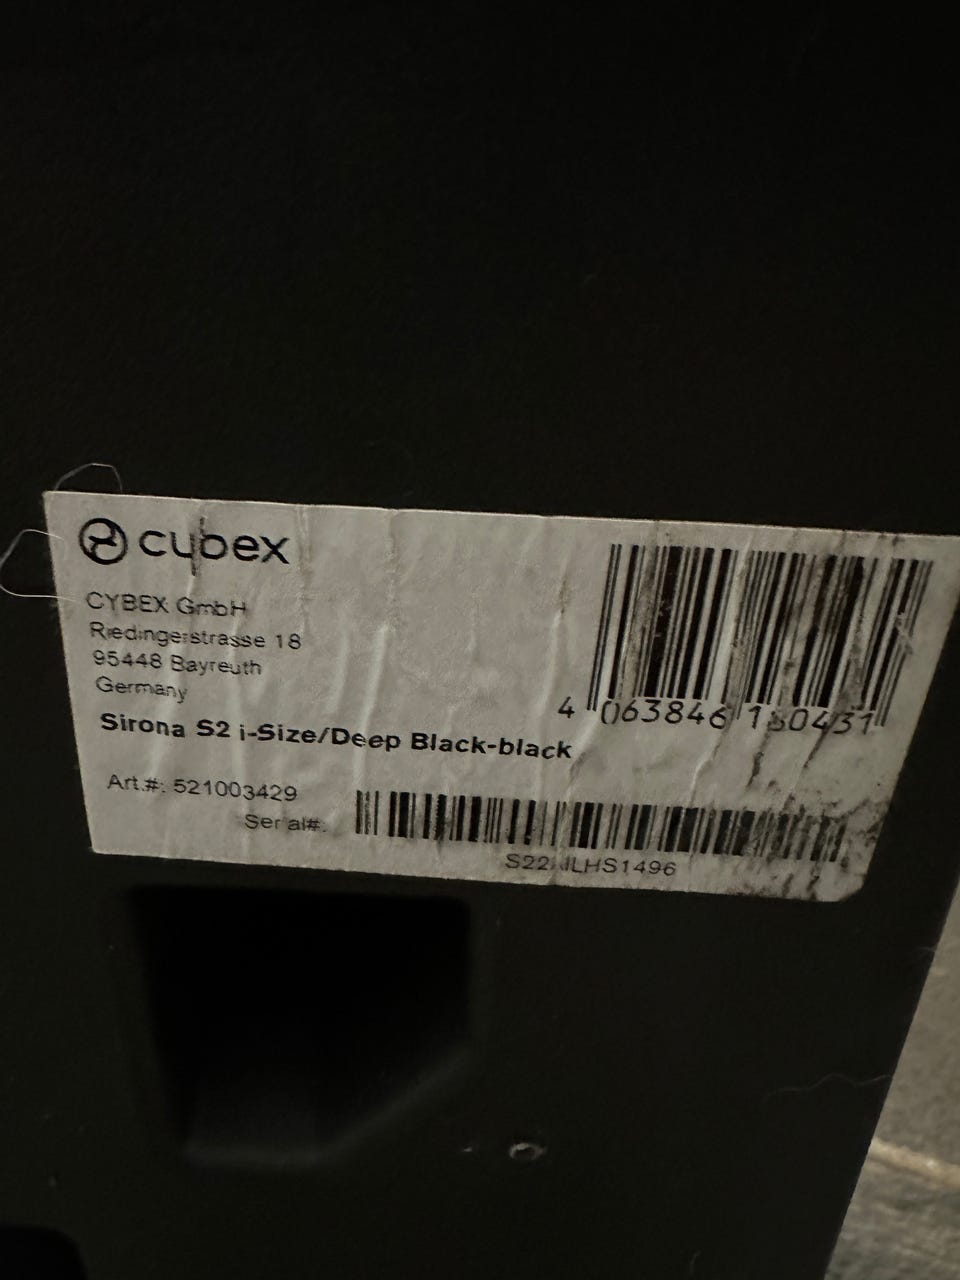 cybex
CYBEX GmbH
Riedingerstrasse 18
95448 Bayreuth
Germany
4 063846 180431
Sirona S2 i-Size/Deep Black-black
Art.#: 521003429
Serial#: